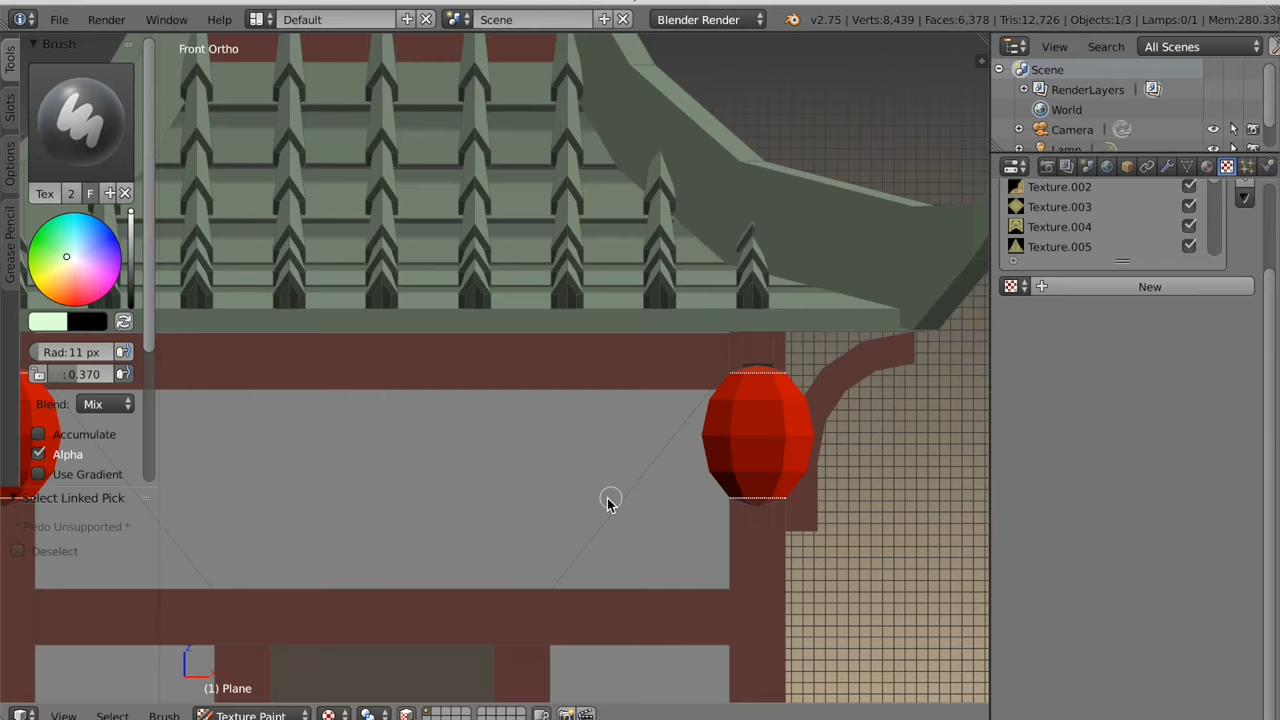 File Render Window Help Default Scene Blender Render v2.75 | Verts:8,439 | Faces:6,378 | Tris:12,726 | Objects:1/3 | Lamps:0/1 | Mem:280.33
Brush
Front Ortho
View Search All Scenes
Scene
RenderLayers
World
Camera
Lamp
Tools
Slots
Options
Grease Pencil
Tex 2 F
Texture.002
Texture.003
Texture.004
Texture.005
New
Rad: 11 px
: 0.370
Blend: Mix
Accumulate
Alpha
Use Gradient
Select Linked Pick
* Redo Unsupported *
Deselect
z
(1) Plane
View Select Brush Texture Paint